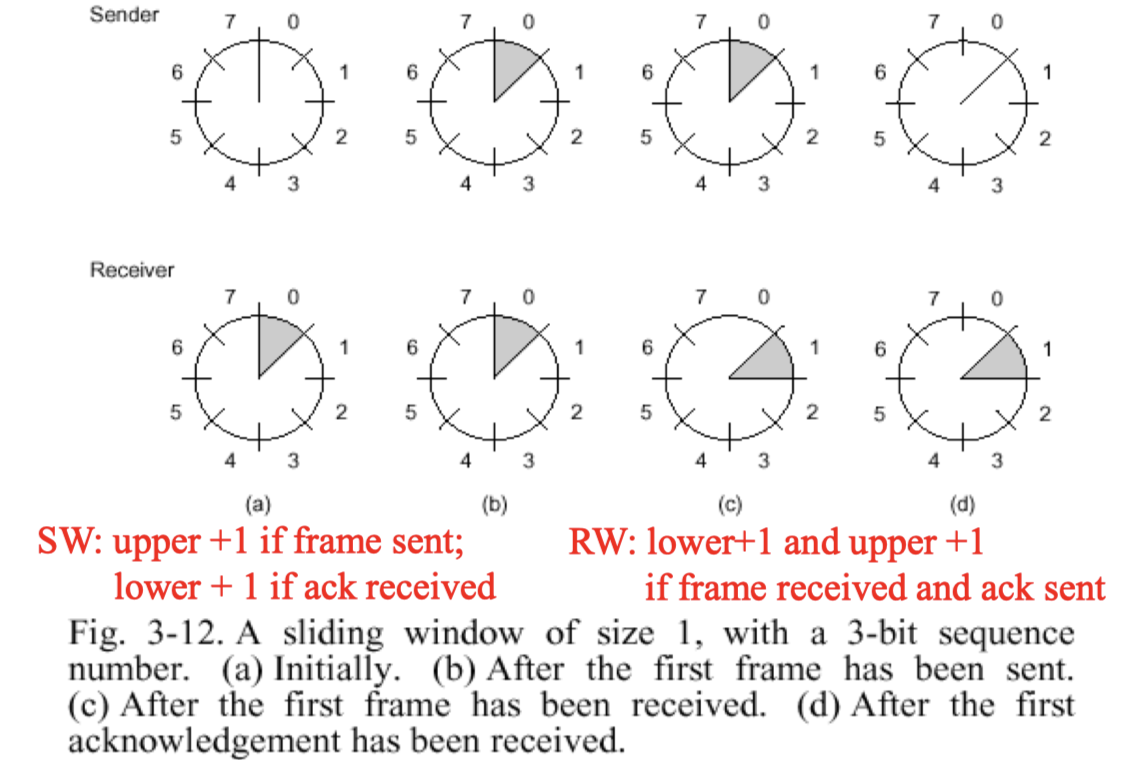 Sender
7 0 7 0 7 0 7 0
6 1 6 1 6 1 6 1
5 2 5 2 5 2 5 2
4 3 4 3 4 3 4 3
Receiver
7 0 7 0 7 0 7 0
6 1 6 1 6 1 6 1
5 2 5 2 5 2 5 2
4 3 4 3 4 3 4 3
(a) (b) (c) (d)
SW: upper +1 if frame sent;
lower + 1 if ack received
RW: lower+1 and upper +1
if frame received and ack sent
Fig. 3-12. A sliding window of size 1, with a 3-bit sequence
number. (a) Initially. (b) After the first frame has been sent.
(c) After the first frame has been received. (d) After the first
acknowledgement has been received.